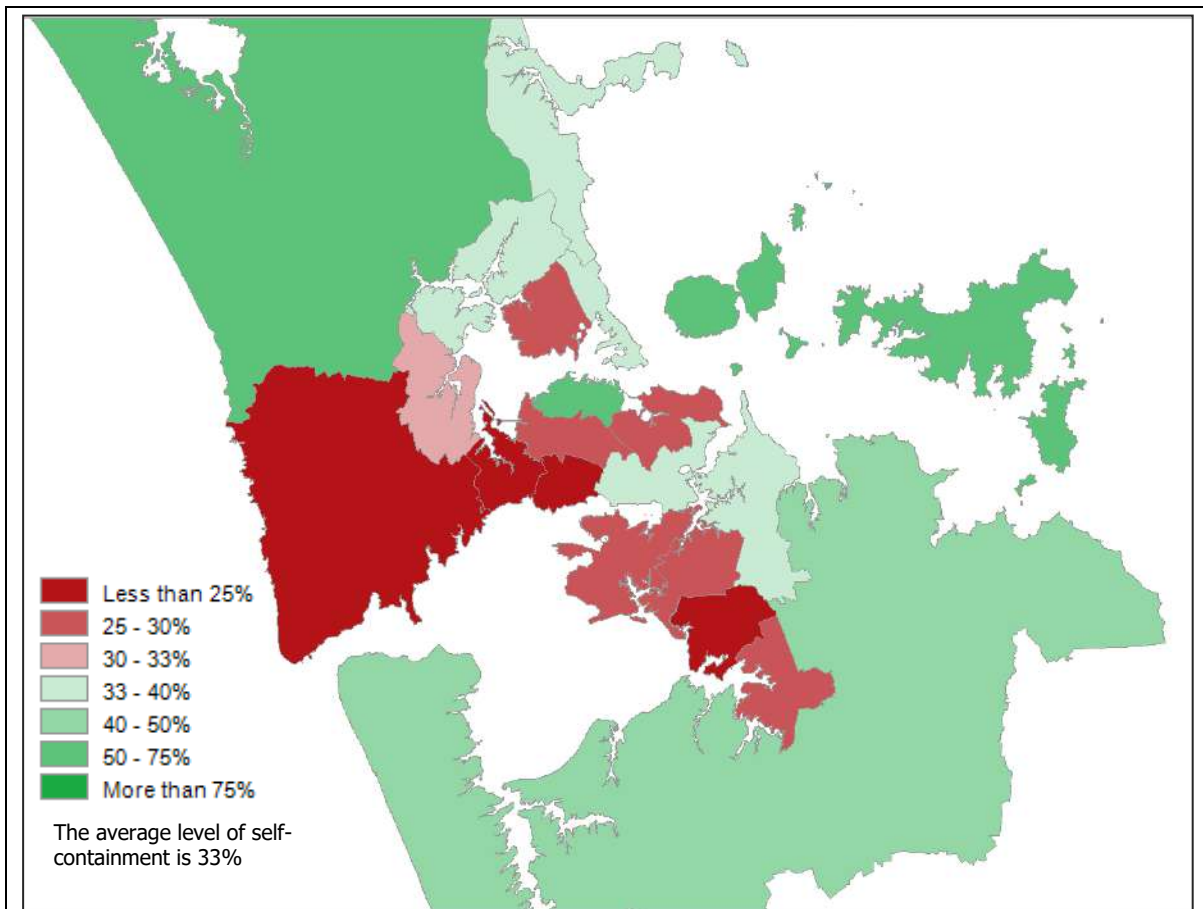 Less than 25%
25 - 30%
30 - 33%
33 - 40%
40 - 50%
50 - 75%
More than 75%
The average level of self-
containment is 33%